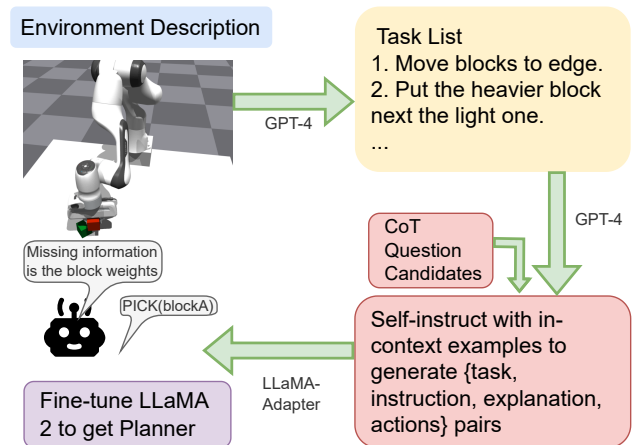 Environment Description
GPT-4
Task List
1. Move blocks to edge.
2. Put the heavier block
next the light one.
...
GPT-4
CoT
Question
Candidates
Self-instruct with in-
context examples to
generate {task,
instruction, explanation,
actions} pairs
LLaMA-
Adapter
Missing information
is the block weights
PICK(blockA)
Fine-tune LLaMA
2 to get Planner